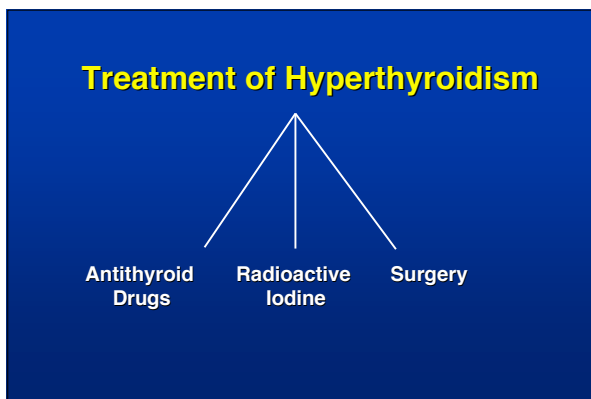 Treatment of Hyperthyroidism
Antithyroid
Drugs
Radioactive
Iodine
Surgery